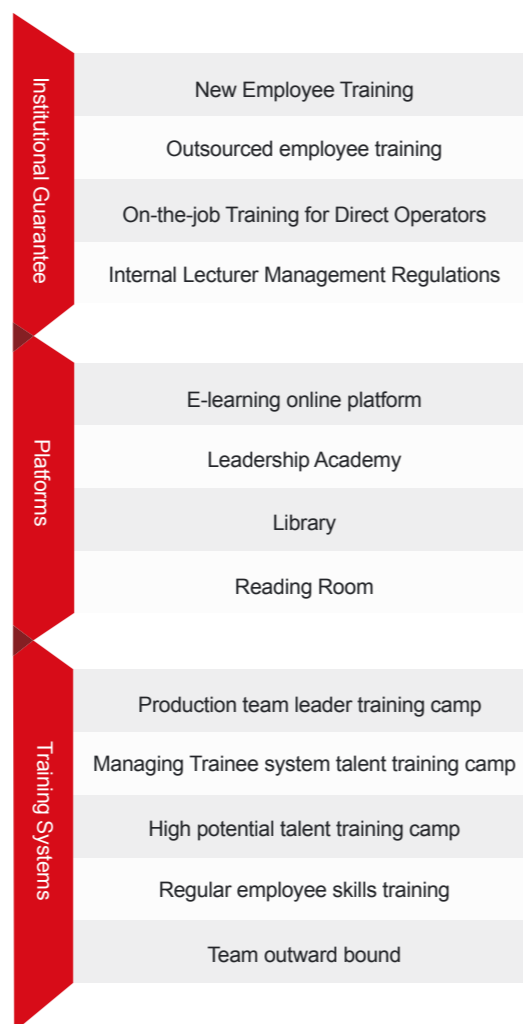 Institutional Guarantee
New Employee Training
Outsourced employee training
On-the-job Training for Direct Operators
Internal Lecturer Management Regulations
Platforms
E-learning online platform
Leadership Academy
Library
Reading Room
Training Systems
Production team leader training camp
Managing Trainee system talent training camp
High potential talent training camp
Regular employee skills training
Team outward bound